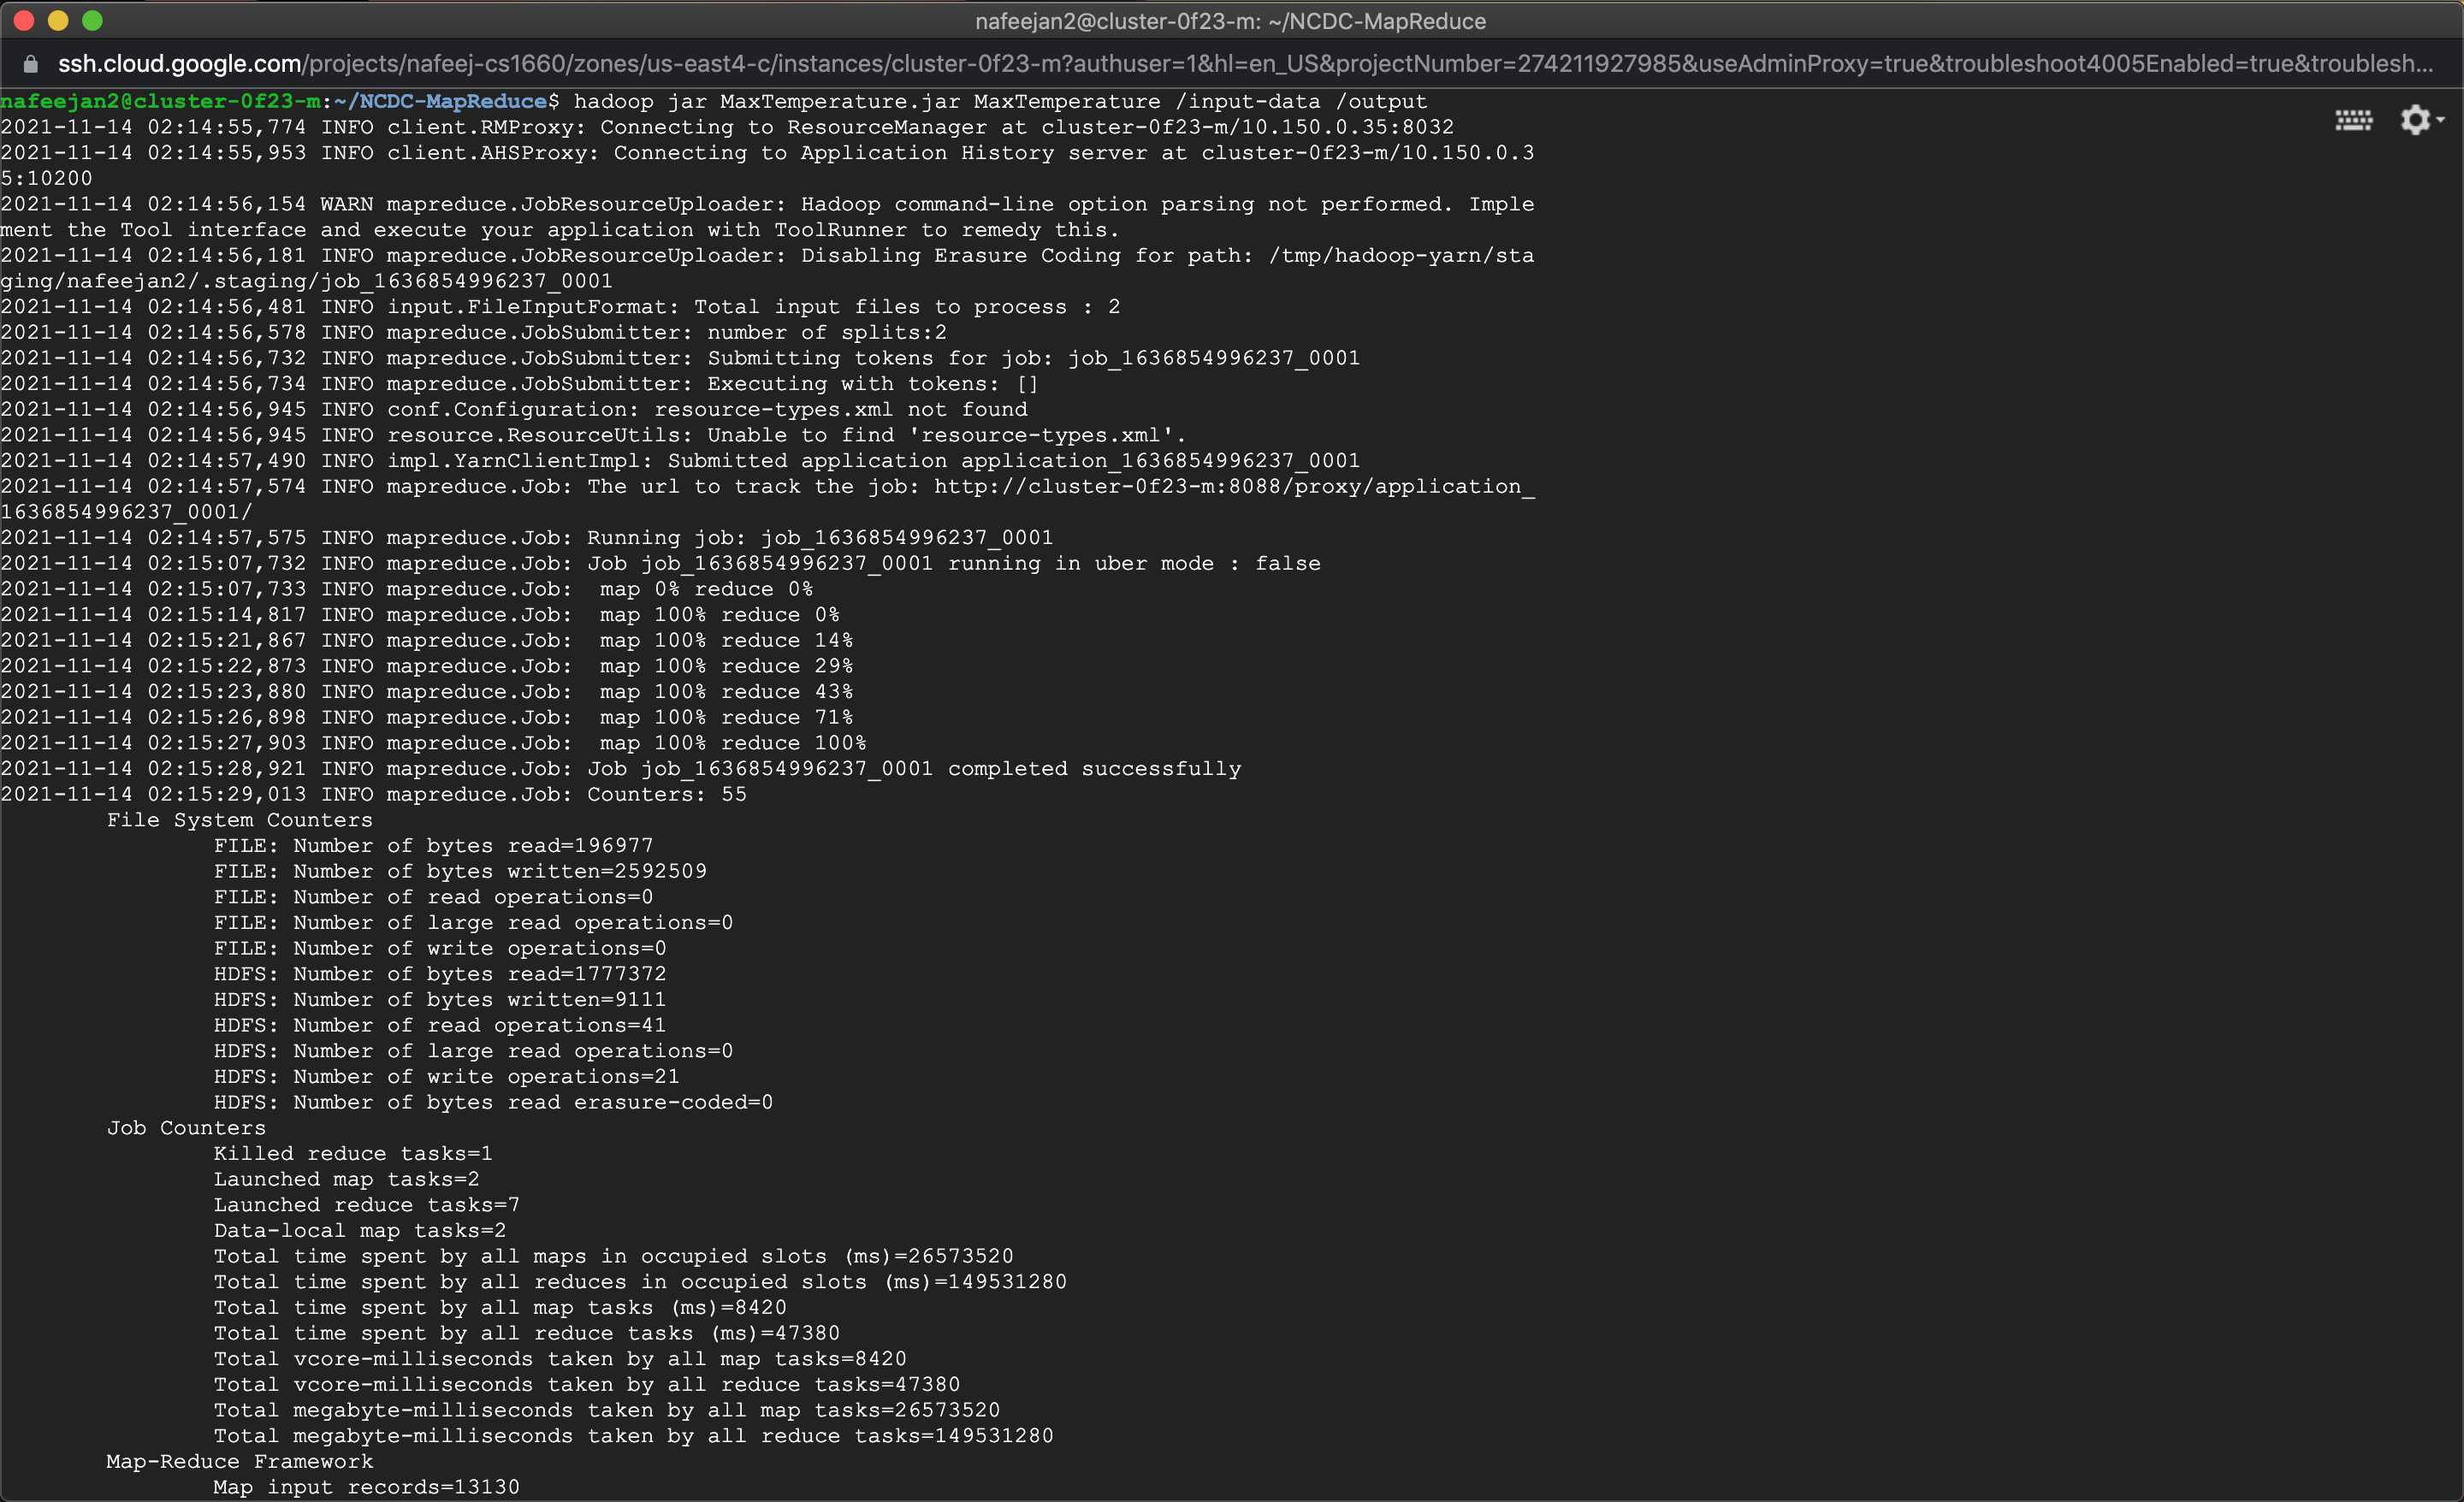 nafeejan2@cluster-0f23-m: ~/NCDC-MapReduce
ssh.cloud.google.com/projects/nafeej-cs1660/zones/us-east4-c/instances/cluster-0f23-m?authuser=1&hl=en_US&projectNumber=274211927985&useAdminProxy=true&troubleshoot4005Enabled=true&troublesh...
nafeejan2@cluster-0f23-m:~/NCDC-MapReduce$ hadoop jar MaxTemperature.jar MaxTemperature /input-data /output
2021-11-14 02:14:55,774 INFO client.RMProxy: Connecting to ResourceManager at cluster-0f23-m/10.150.0.35:8032
2021-11-14 02:14:55,953 INFO client.AHSProxy: Connecting to Application History server at cluster-0f23-m/10.150.0.3
5:10200
2021-11-14 02:14:56,154 WARN mapreduce.JobResourceUploader: Hadoop command-line option parsing not performed. Imple
ment the Tool interface and execute your application with ToolRunner to remedy this.
2021-11-14 02:14:56,181 INFO mapreduce.JobResourceUploader: Disabling Erasure Coding for path: /tmp/hadoop-yarn/sta
ging/nafeejan2/.staging/job_1636854996237_0001
2021-11-14 02:14:56,481 INFO input.FileInputFormat: Total input files to process : 2
2021-11-14 02:14:56,578 INFO mapreduce.JobSubmitter: number of splits:2
2021-11-14 02:14:56,732 INFO mapreduce.JobSubmitter: Submitting tokens for job: job_1636854996237_0001
2021-11-14 02:14:56,734 INFO mapreduce.JobSubmitter: Executing with tokens: []
2021-11-14 02:14:56,945 INFO conf.Configuration: resource-types.xml not found
2021-11-14 02:14:56,945 INFO resource.ResourceUtils: Unable to find 'resource-types.xml'.
2021-11-14 02:14:57,490 INFO impl.YarnClientImpl: Submitted application application_1636854996237_0001
2021-11-14 02:14:57,574 INFO mapreduce.Job: The url to track the job: http://cluster-0f23-m:8088/proxy/application_
1636854996237_0001/
2021-11-14 02:14:57,575 INFO mapreduce.Job: Running job: job_1636854996237_0001
2021-11-14 02:15:07,732 INFO mapreduce.Job: Job job_1636854996237_0001 running in uber mode : false
2021-11-14 02:15:07,733 INFO mapreduce.Job:  map 0% reduce 0%
2021-11-14 02:15:14,817 INFO mapreduce.Job:  map 100% reduce 0%
2021-11-14 02:15:21,867 INFO mapreduce.Job:  map 100% reduce 14%
2021-11-14 02:15:22,873 INFO mapreduce.Job:  map 100% reduce 29%
2021-11-14 02:15:23,880 INFO mapreduce.Job:  map 100% reduce 43%
2021-11-14 02:15:26,898 INFO mapreduce.Job:  map 100% reduce 71%
2021-11-14 02:15:27,903 INFO mapreduce.Job:  map 100% reduce 100%
2021-11-14 02:15:28,921 INFO mapreduce.Job: Job job_1636854996237_0001 completed successfully
2021-11-14 02:15:29,013 INFO mapreduce.Job: Counters: 55
File System Counters
FILE: Number of bytes read=196977
FILE: Number of bytes written=2592509
FILE: Number of read operations=0
FILE: Number of large read operations=0
FILE: Number of write operations=0
HDFS: Number of bytes read=1777372
HDFS: Number of bytes written=9111
HDFS: Number of read operations=41
HDFS: Number of large read operations=0
HDFS: Number of write operations=21
HDFS: Number of bytes read erasure-coded=0
Job Counters
Killed reduce tasks=1
Launched map tasks=2
Launched reduce tasks=7
Data-local map tasks=2
Total time spent by all maps in occupied slots (ms)=26573520
Total time spent by all reduces in occupied slots (ms)=149531280
Total time spent by all map tasks (ms)=8420
Total time spent by all reduce tasks (ms)=47380
Total vcore-milliseconds taken by all map tasks=8420
Total vcore-milliseconds taken by all reduce tasks=47380
Total megabyte-milliseconds taken by all map tasks=26573520
Total megabyte-milliseconds taken by all reduce tasks=149531280
Map-Reduce Framework
Map input records=13130